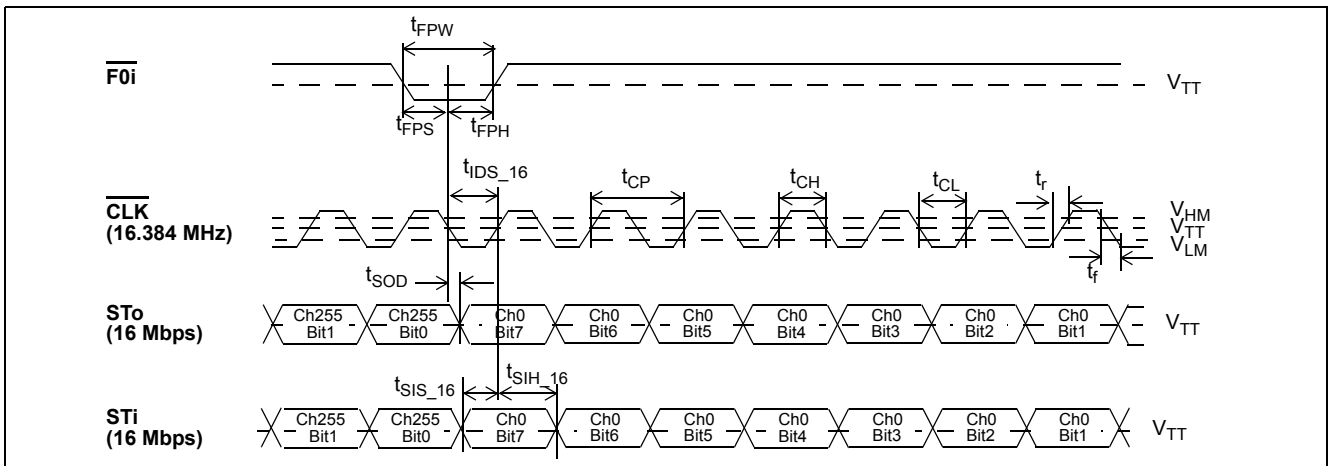 tFPW
F0i
VTT
tFPS
tFPH
tIDS_16
tCP
tCH
tCL
tr
CLK
(16.384 MHz)
VHM
VTT
VLM
tf
tSOD
STo
(16 Mbps)
Ch255 Ch255 Ch0 Ch0 Ch0 Ch0 Ch0 Ch0 Ch0
Bit1 Bit0 Bit7 Bit6 Bit5 Bit4 Bit3 Bit2 Bit1
VTT
tSIS_16
tSIH_16
STi
(16 Mbps)
Ch255 Ch255 Ch0 Ch0 Ch0 Ch0 Ch0 Ch0 Ch0
Bit1 Bit0 Bit7 Bit6 Bit5 Bit4 Bit3 Bit2 Bit1
VTT